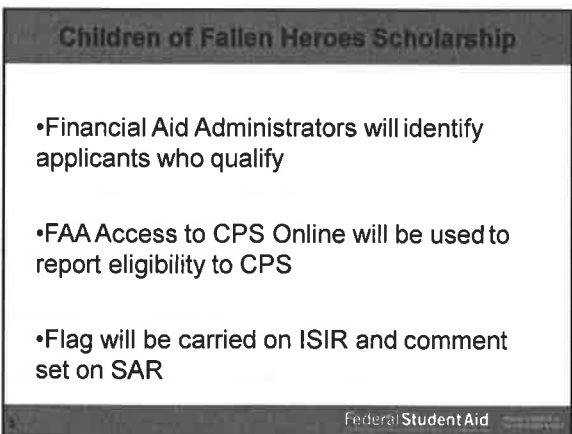 Children of Fallen Heroes Scholarship
•Financial Aid Administrators will identify
applicants who qualify
•FAA Access to CPS Online will be used to
report eligibility to CPS
•Flag will be carried on ISIR and comment
set on SAR
Federal Student Aid